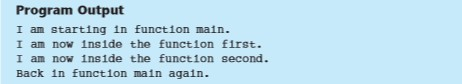 Program Output
I am starting in function main.
I am now inside the function first.
I am now inside the function second.
Back in function main again.